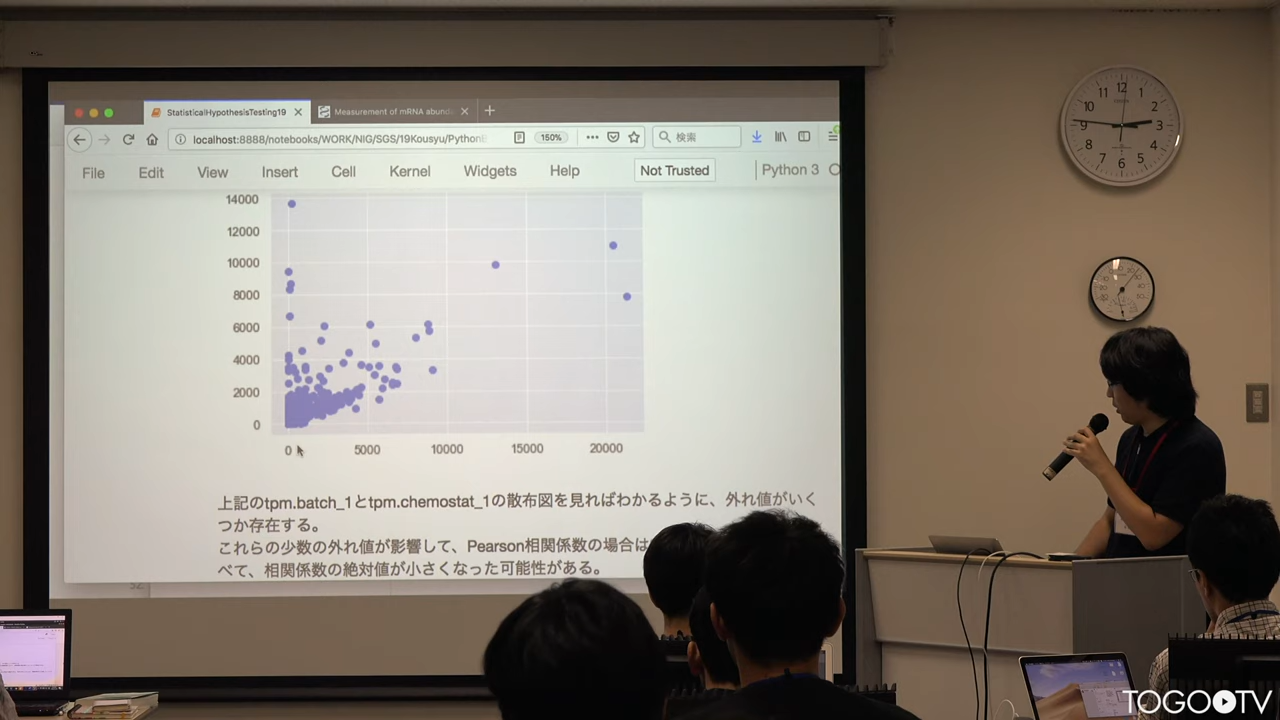 StatisticalHypothesisTesting19
Measurement of mRNA abund
localhost:8888/notebooks/WORK/NIG/SGS/19Kousyu/Python
150%
検索
File Edit View Insert Cell Kernel Widgets Help Not Trusted Python 3
14000
12000
10000
8000
6000
4000
2000
0
0 5000 10000 15000 20000
上記のtpm.batch_1とtpm.chemostat_1の散布図を見ればわかるように、外れ値がいく
つか存在する。
これらの少数の外れ値が影響して、Pearson相関係数の場合は
べて、相関係数の絶対値が小さくなった可能性がある。
12
1
2
3
4
5
6
7
8
9
10
11
TOGOTV